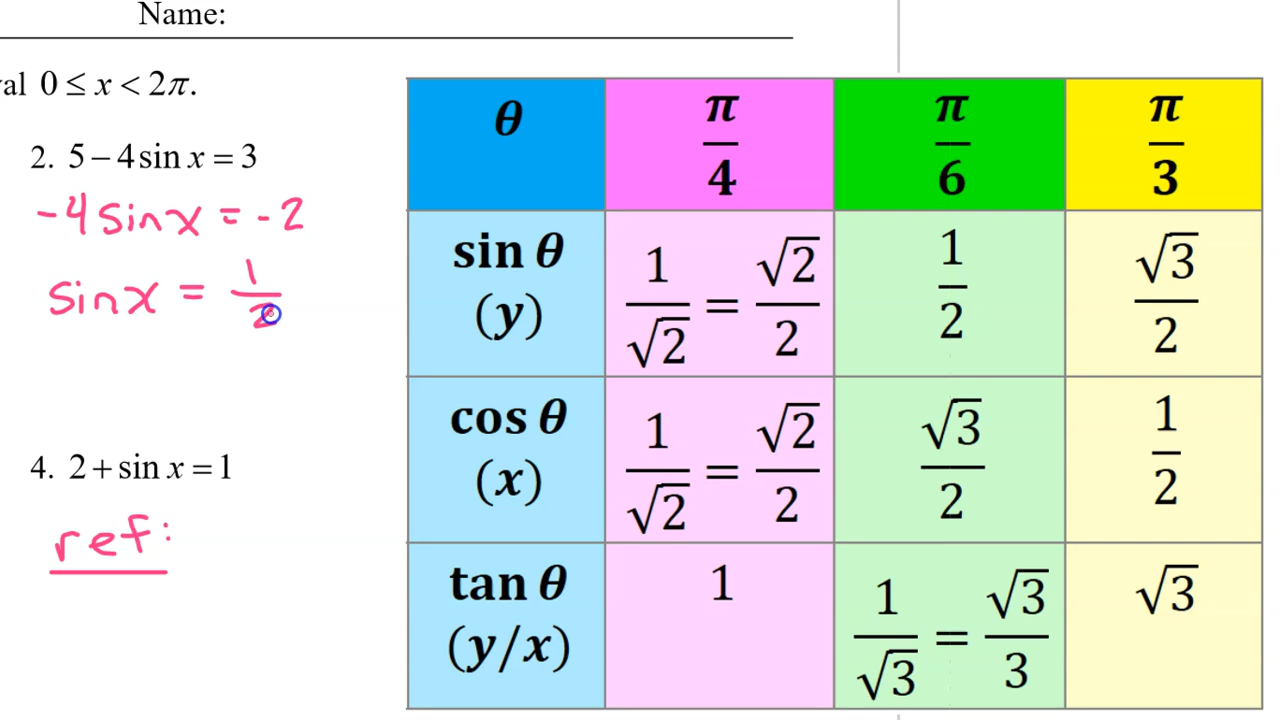 Name:
val 0 ≤ x < 2π.
2. 5 − 4 sin x = 3
-4 sin x = -2
sin x = 1/2
4. 2 + sin x = 1
ref:
θ π/4 π/6 π/3
sin θ (y) 1/√2 = √2/2 1/2 √3/2
cos θ (x) 1/√2 = √2/2 √3/2 1/2
tan θ (y/x) 1 1/√3 = √3/3 √3